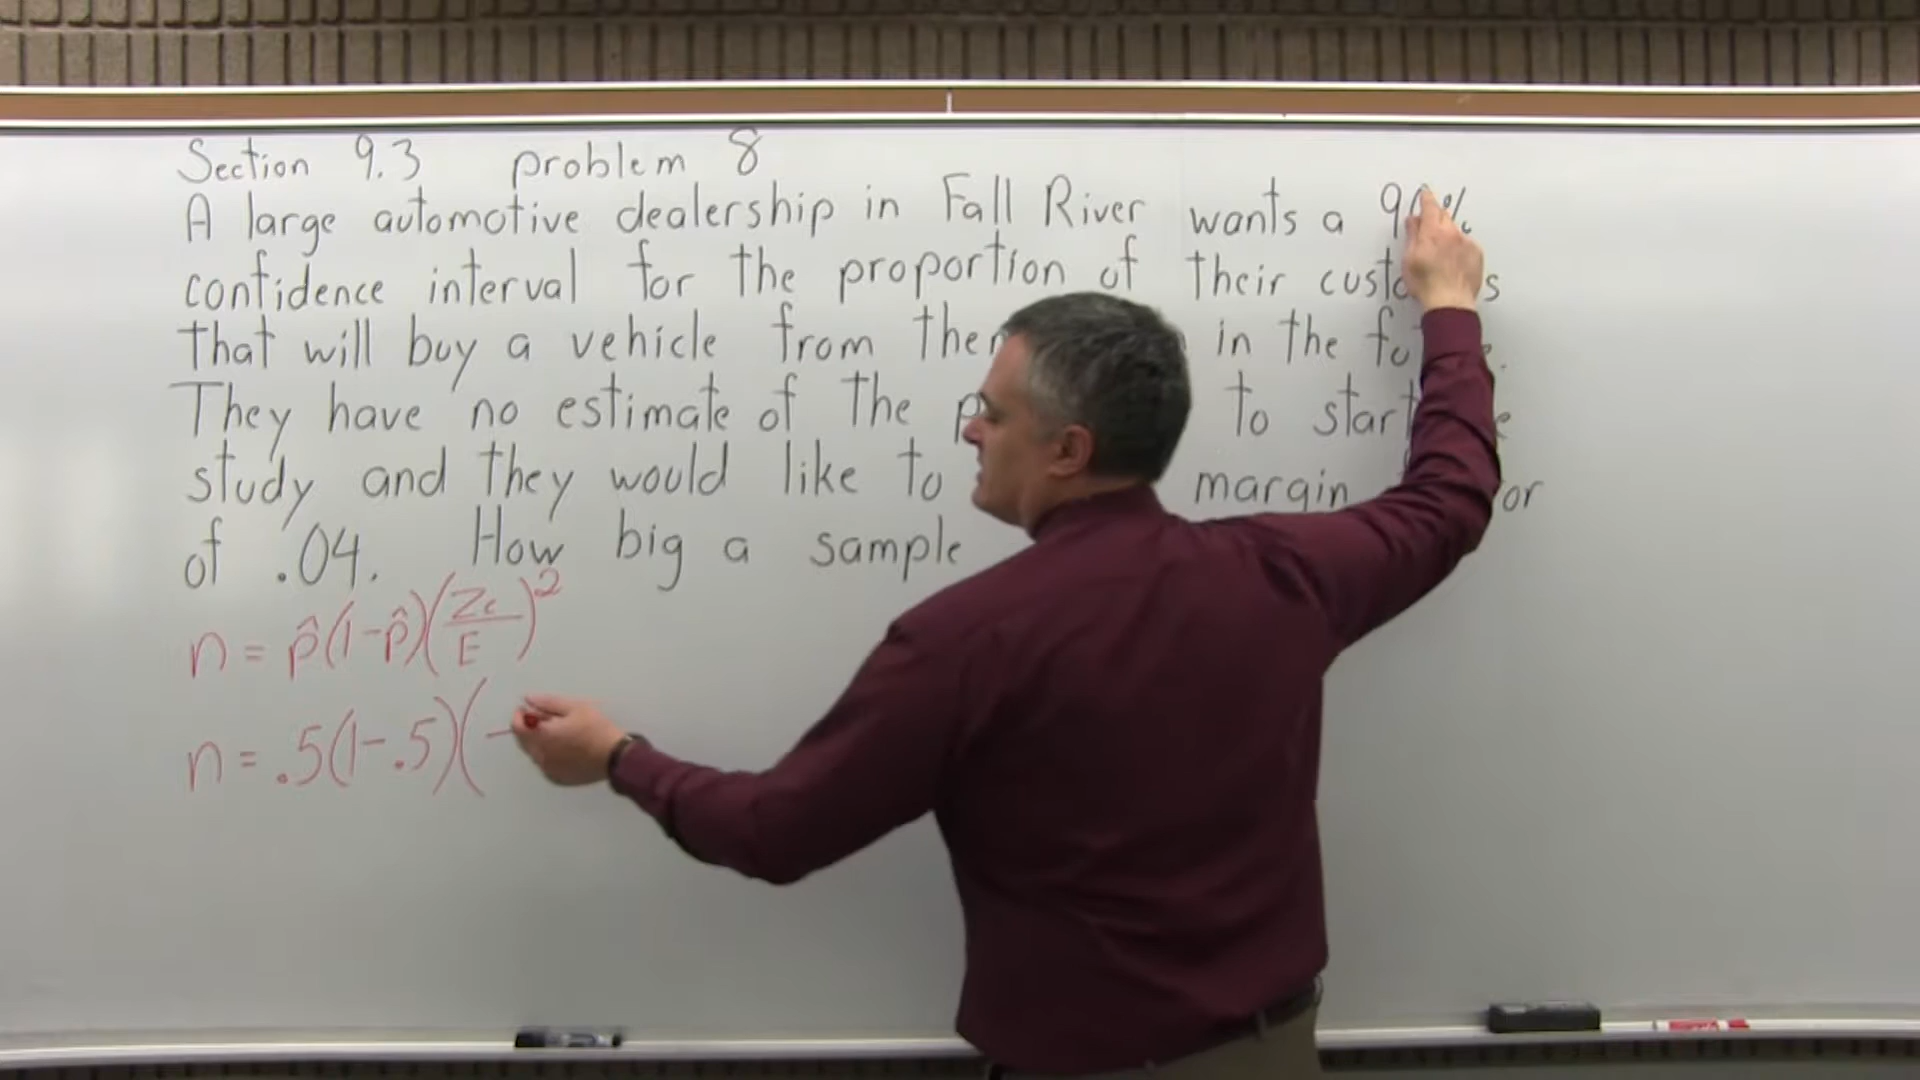 Section 9.3 problem 8
A large automotive dealership in Fall River wants a 90%
confidence interval for the proportion of their
that will buy a vehicle from in the
They have no estimate of the to start
study and they would like to margin
of .04. How big a sample
n = p̂(1-p̂)(Zc/E)²
n = .5(1-.5)(